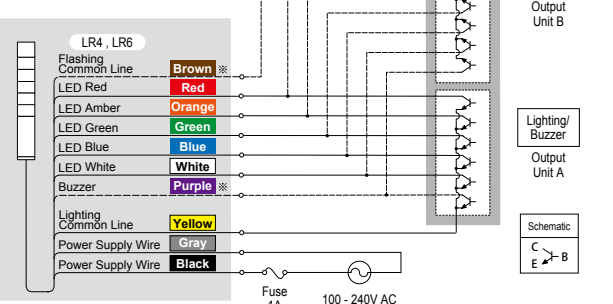 Output
Unit B
LR4 , LR6
Flashing
Common Line Brown ※
LED Red Red
LED Amber Orange
LED Green Green
LED Blue Blue
LED White White
Buzzer Purple ※
Lighting
Common Line Yellow
Power Supply Wire Gray
Power Supply Wire Black
Fuse
1A
100 - 240V AC
Lighting/
Buzzer
Output
Unit A
Schematic
C
B
E